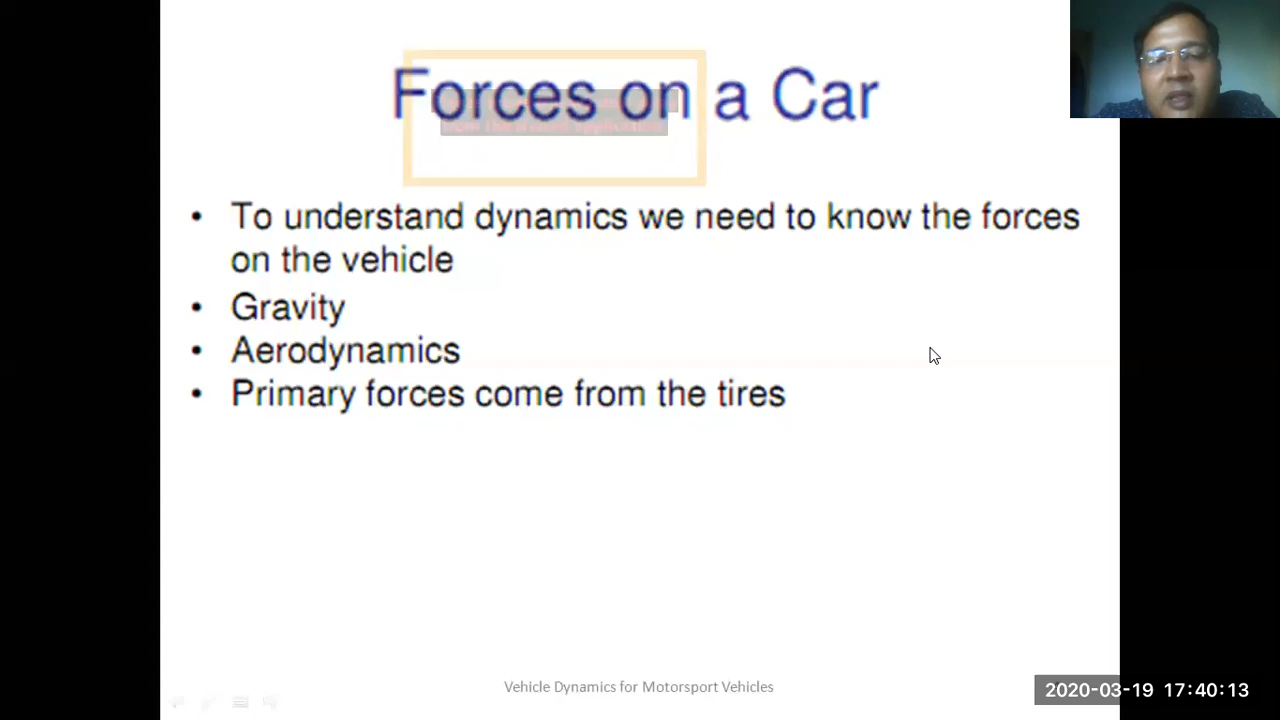 Forces on a Car
• To understand dynamics we need to know the forces
on the vehicle
• Gravity
• Aerodynamics
• Primary forces come from the tires
Vehicle Dynamics for Motorsport Vehicles
2020-03-19 17:40:13